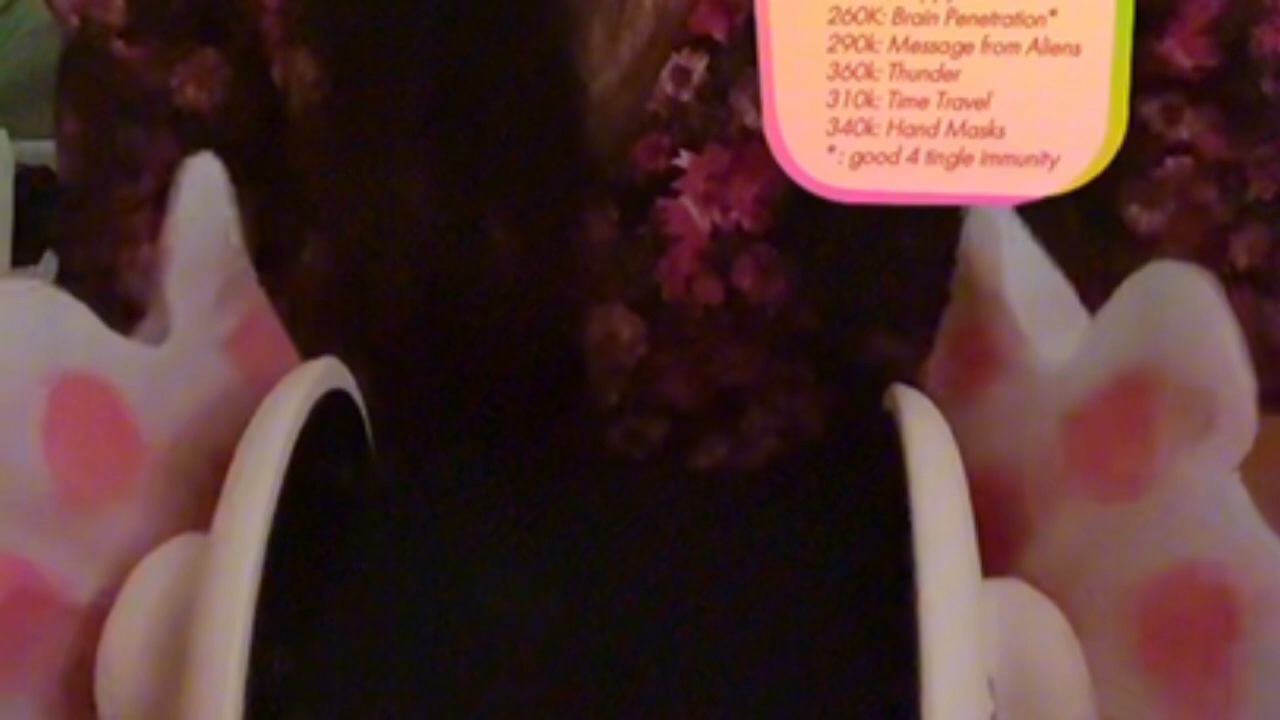 260K: Brain Penetration*
290k: Message from Aliens
360k: Thunder
310k: Time Travel
340k: Hand Masks
*: good 4 tingle immunity